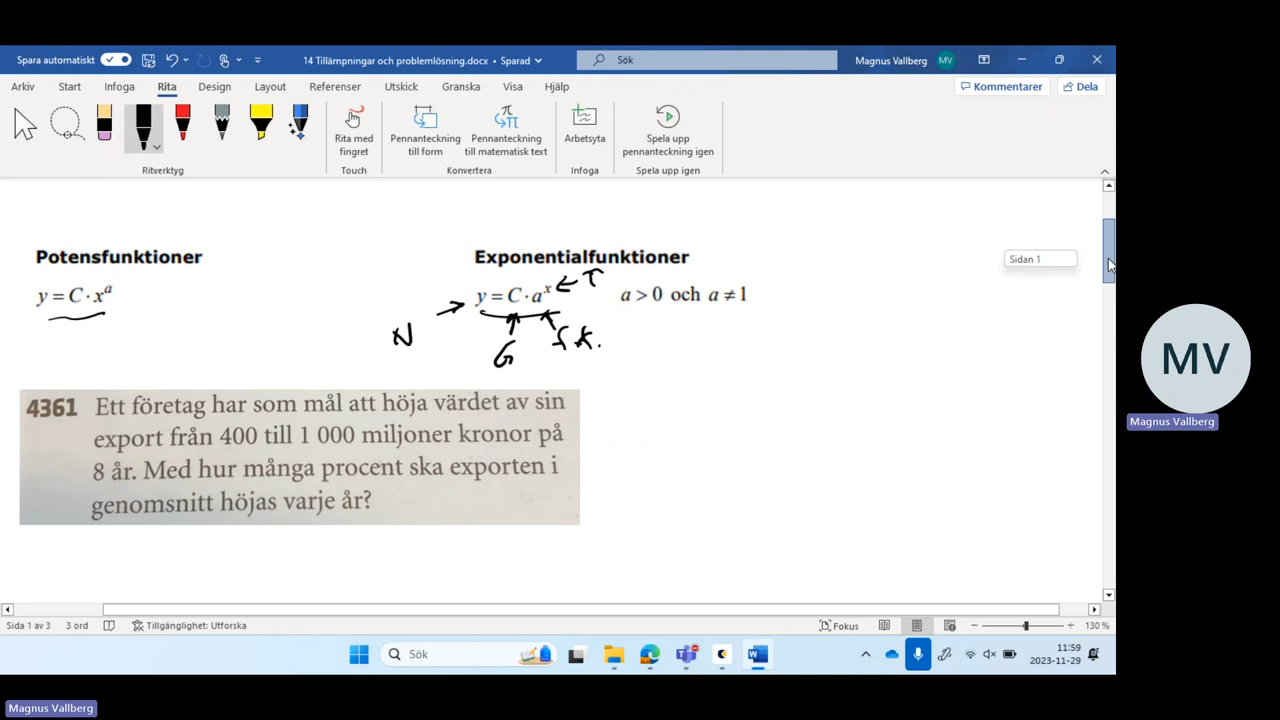 Spara automatiskt
14 Tillämpningar och problemlösning.docx • Sparad
Sök
Magnus Vallberg
MV
Arkiv Start Infoga Rita Design Layout Referenser Utskick Granska Visa Hjälp
Kommentarer
Dela
Rita med fingret
Pennanteckning till form
Pennanteckning till matematisk text
Arbetsyta
Spela upp pennanteckning igen
Ritverktyg
Touch
Konvertera
Infoga
Spela upp igen
Potensfunktioner
Exponentialfunktioner
Sidan 1
y = C · x^a
y = C · a^x
T
a > 0 och a ≠ 1
N
G
f.k.
4361 Ett företag har som mål att höja värdet av sin
export från 400 till 1 000 miljoner kronor på
8 år. Med hur många procent ska exporten i
genomsnitt höjas varje år?
MV
Magnus Vallberg
Sida 1 av 3
3 ord
Tillgänglighet: Utforska
Fokus
130 %
Sök
11:59
2023-11-29
Magnus Vallberg